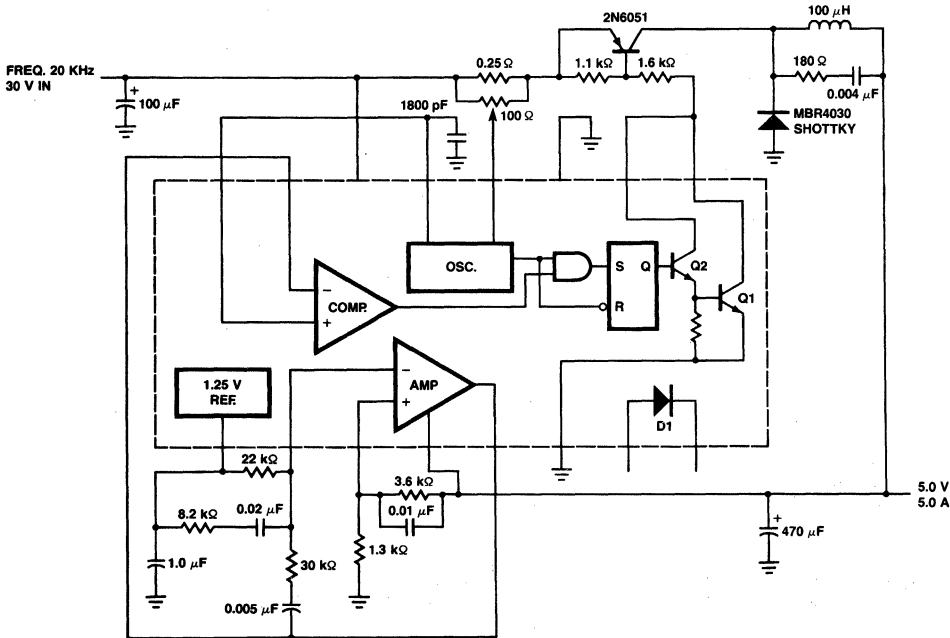 2N6051
100 μH
FREQ. 20 KHz
30 V IN
+
100 μF
0.25 Ω
1.1 kΩ
1.6 kΩ
180 Ω
0.004 μF
1800 pF
100 Ω
MBR4030
SHOTTKY
OSC.
S
Q
R
Q2
Q1
−
COMP.
+
1.25 V
REF.
−
AMP
+
D1
22 kΩ
3.6 kΩ
5.0 V
5.0 A
8.2 kΩ
0.02 μF
0.01 μF
+
470 μF
1.0 μF
30 kΩ
1.3 kΩ
0.005 μF